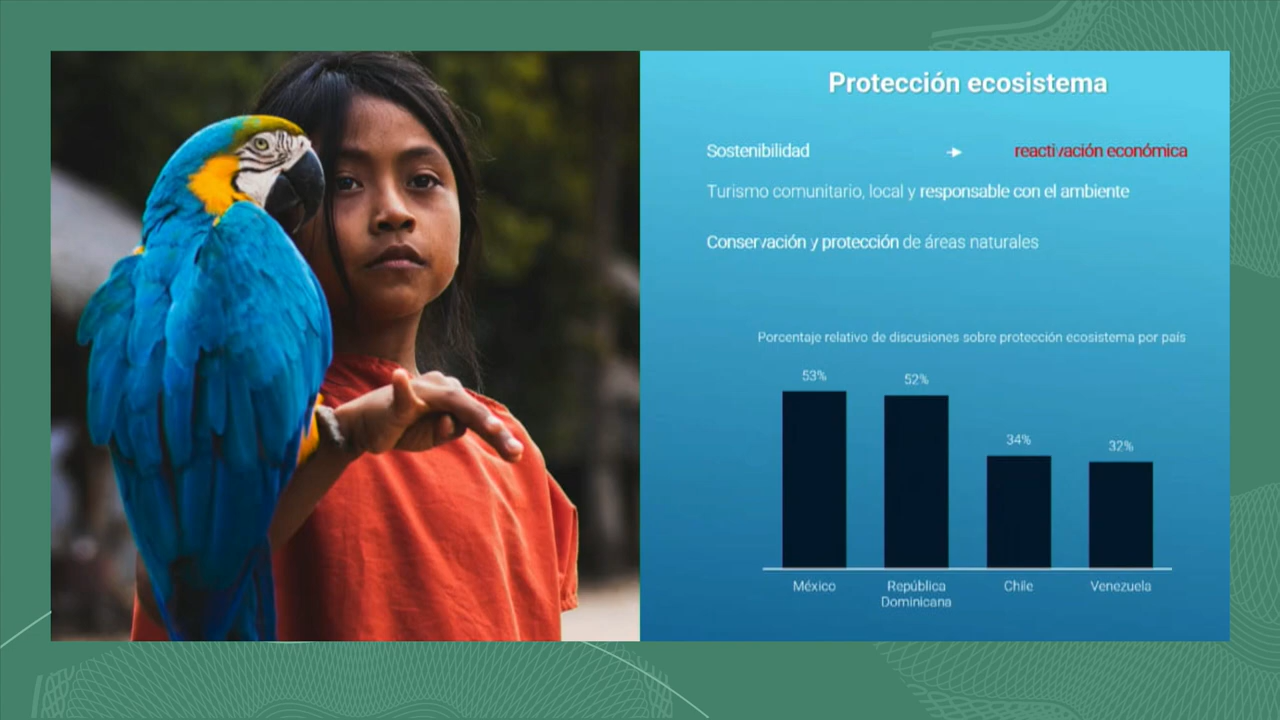 Protección ecosistema
Sostenibilidad → reactivación económica
Turismo comunitario, local y responsable con el ambiente
Conservación y protección de áreas naturales
Porcentaje relativo de discusiones sobre protección ecosistema por país
53%
52%
34%
32%
México
República
Dominicana
Chile
Venezuela